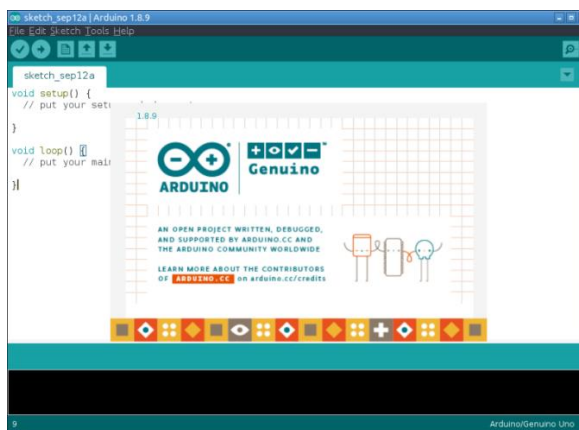 sketch_sep12a | Arduino 1.8.9
File Edit Sketch Tools Help
sketch_sep12a
void setup() {
// put your setu
}
void loop() {
// put your main
}
1.8.9
ARDUINO
Genuino
AN OPEN PROJECT WRITTEN, DEBUGGED,
AND SUPPORTED BY ARDUINO.CC AND
THE ARDUINO COMMUNITY WORLDWIDE
LEARN MORE ABOUT THE CONTRIBUTORS
OF ARDUINO.CC on arduino.cc/credits
9
Arduino/Genuino Uno